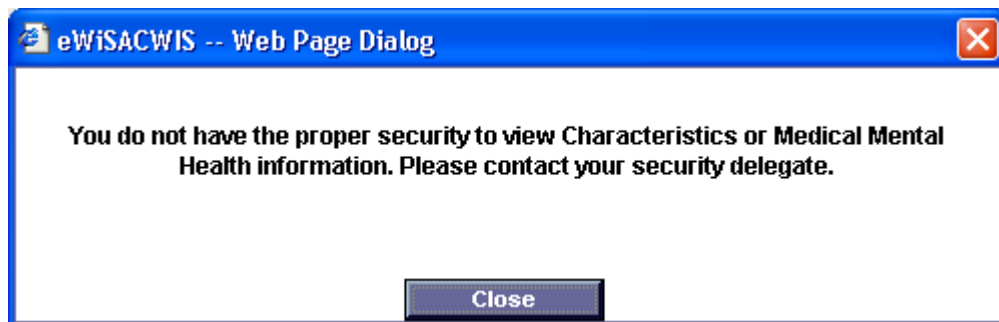 eWiSACWIS -- Web Page Dialog
You do not have the proper security to view Characteristics or Medical Mental
Health information. Please contact your security delegate.
Close